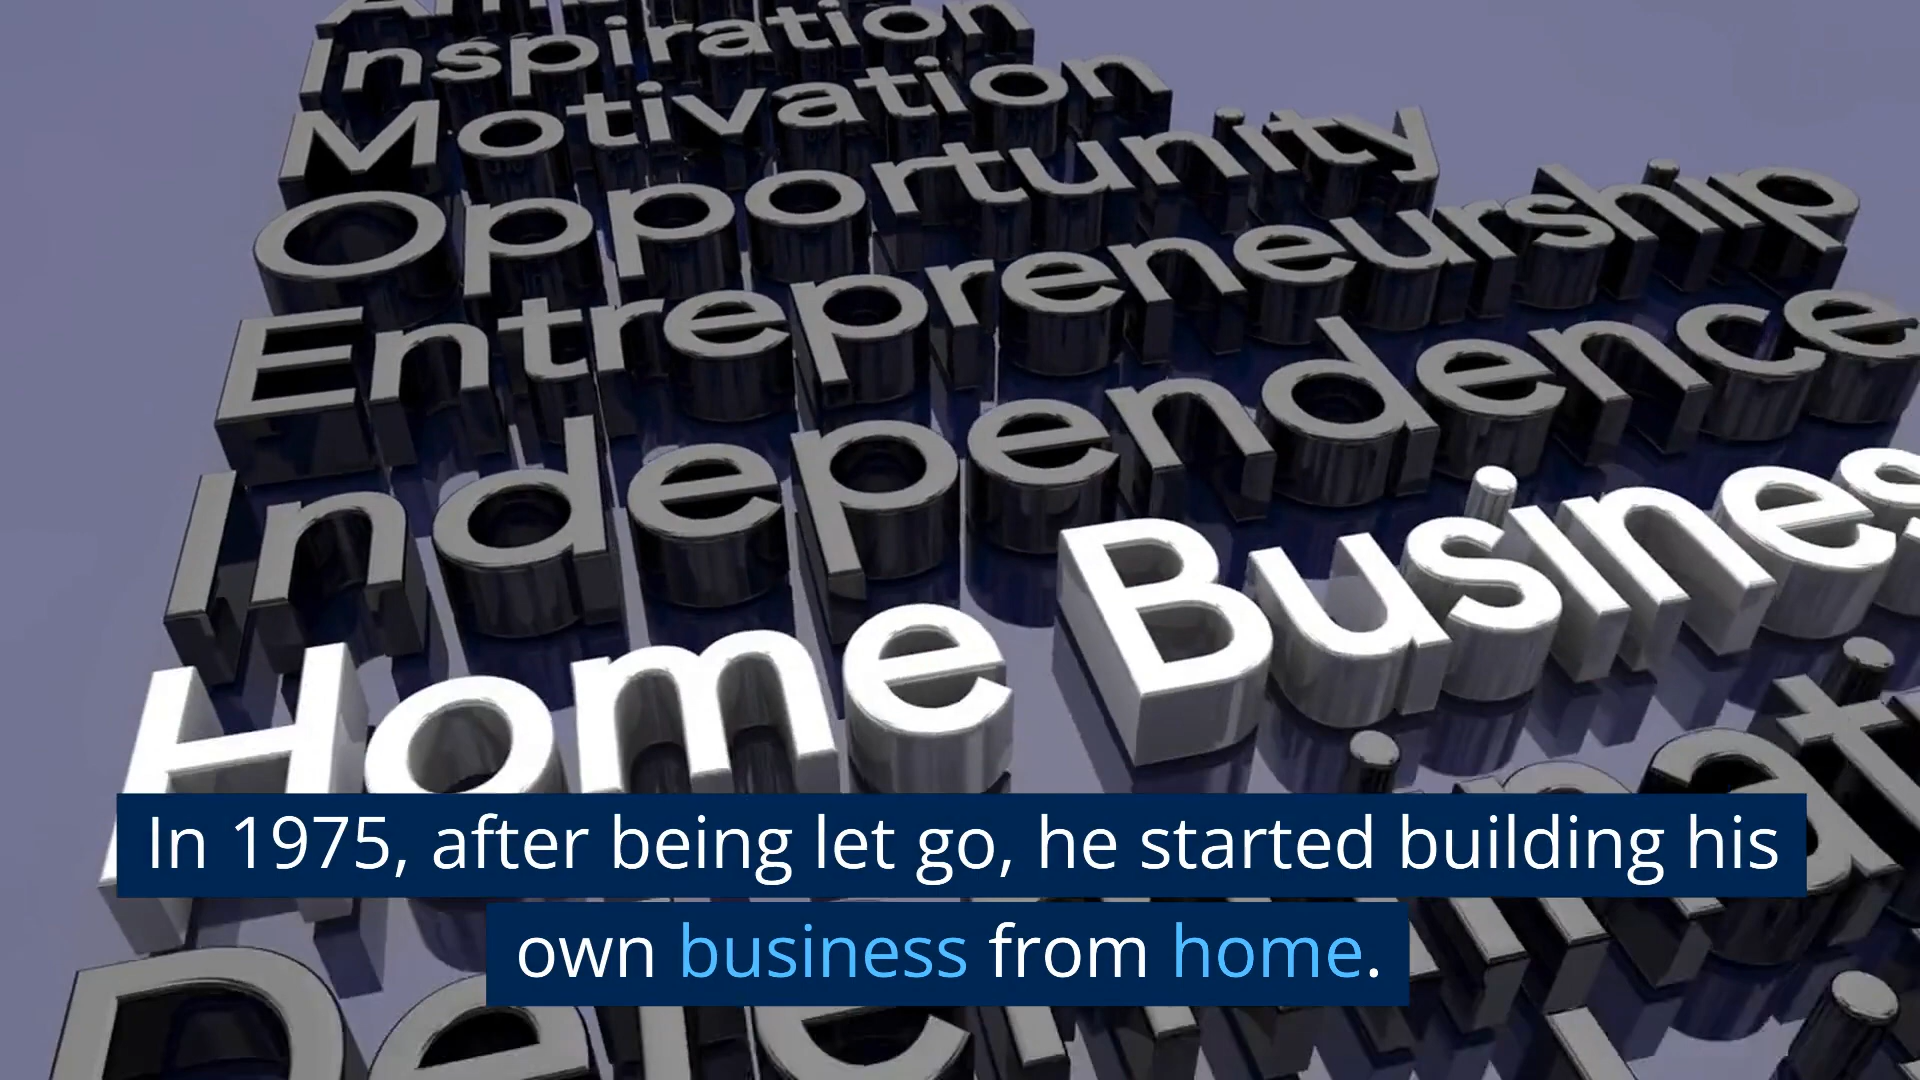 Inspiration
Motivation
Opportunity
Entrepreneurship
Independence
Home Busines
In 1975, after being let go, he started building his
own business from home.